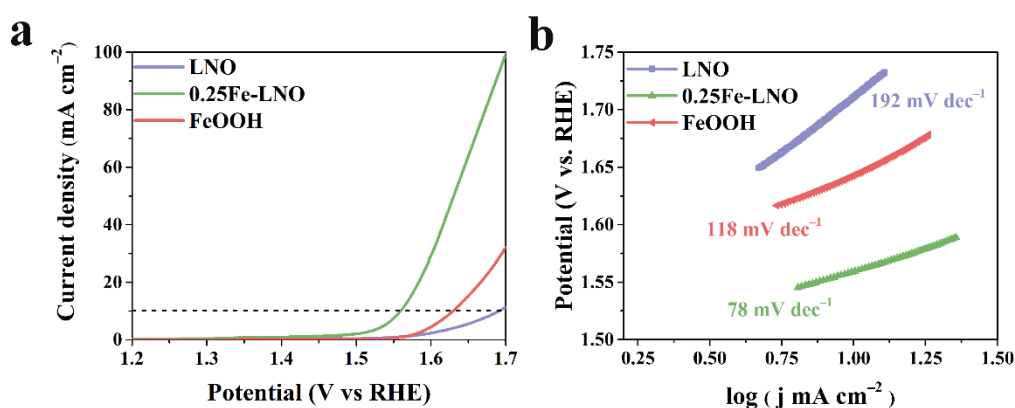 a
Current density (mA cm⁻²)
100
80
60
40
20
0
LNO
0.25Fe-LNO
FeOOH
1.2 1.3 1.4 1.5 1.6 1.7
Potential (V vs RHE)
b
Potential (V vs. RHE)
1.75
1.70
1.65
1.60
1.55
1.50
LNO
0.25Fe-LNO
FeOOH
192 mV dec⁻¹
118 mV dec⁻¹
78 mV dec⁻¹
0.25 0.50 0.75 1.00 1.25 1.50
log ( j mA cm⁻²)